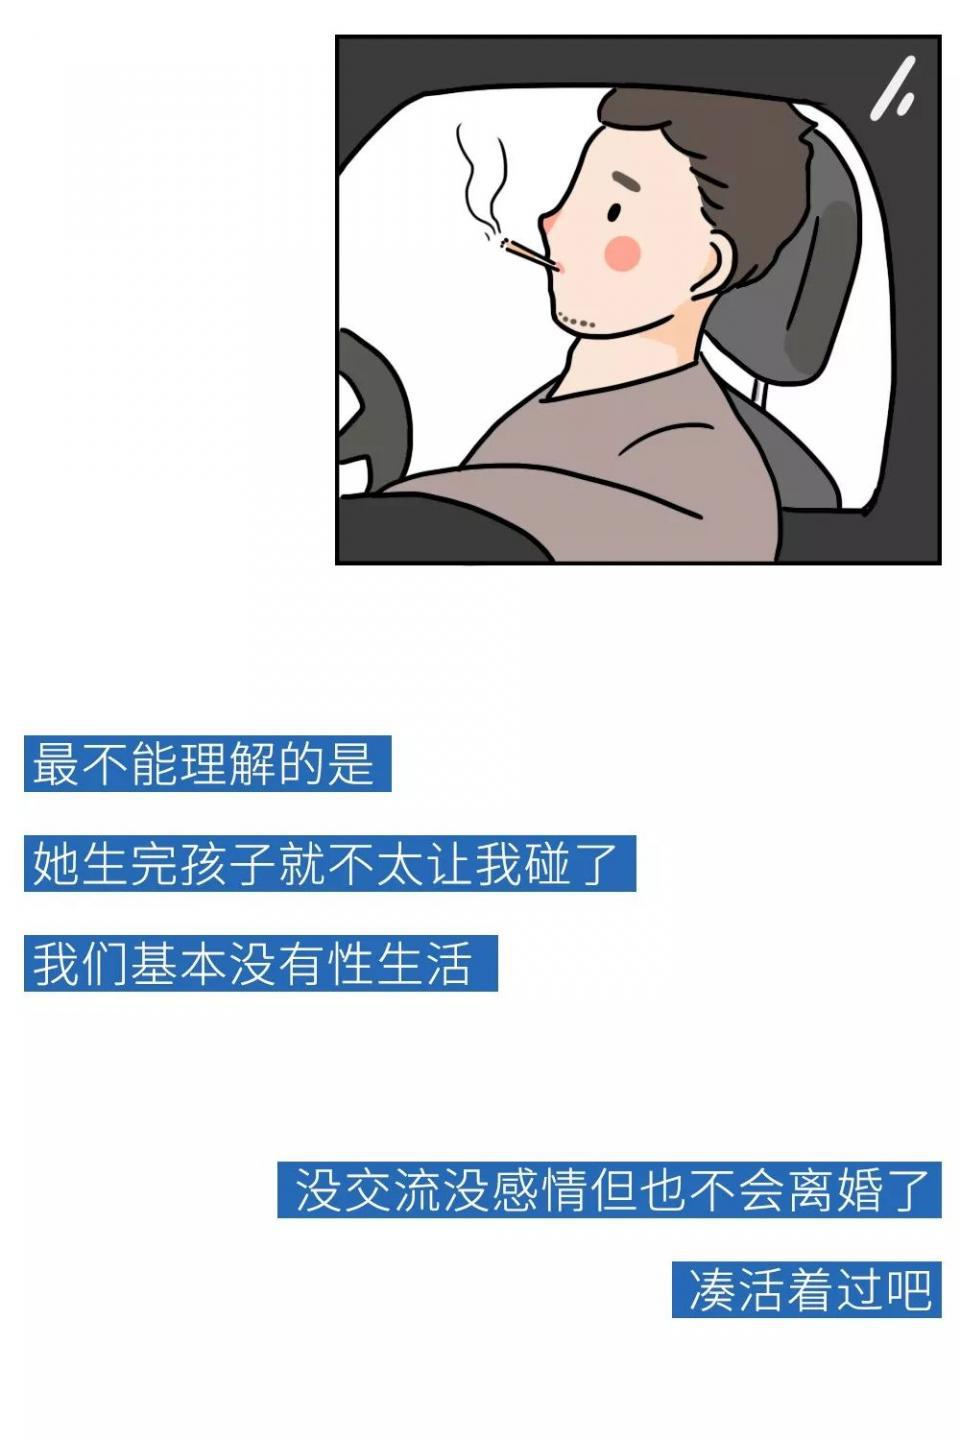 最不能理解的是
她生完孩子就不太让我碰了
我们基本没有性生活
没交流没感情但也不会离婚了
凑活着过吧